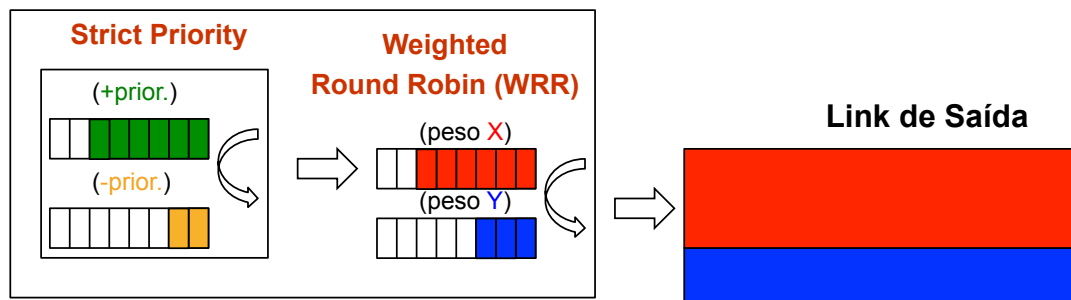 Strict Priority
(+prior.)
(-prior.)
Weighted
Round Robin (WRR)
(peso X)
(peso Y)
Link de Saída